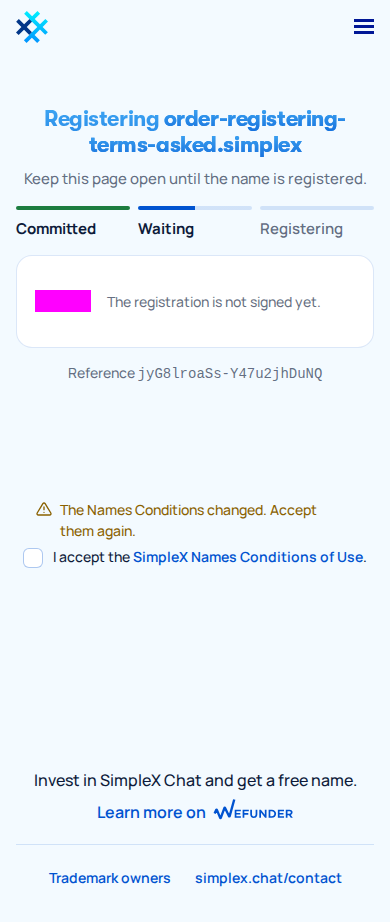 Registering order-registering-
terms-asked.simplex
Keep this page open until the name is registered.
Committed
Waiting
Registering
The registration is not signed yet.
Reference jyG8lroaSs-Y47u2jhDuNQ
The Names Conditions changed. Accept
them again.
I accept the SimpleX Names Conditions of Use.
Invest in SimpleX Chat and get a free name.
Learn more on WEFUNDER
Trademark owners
simplex.chat/contact